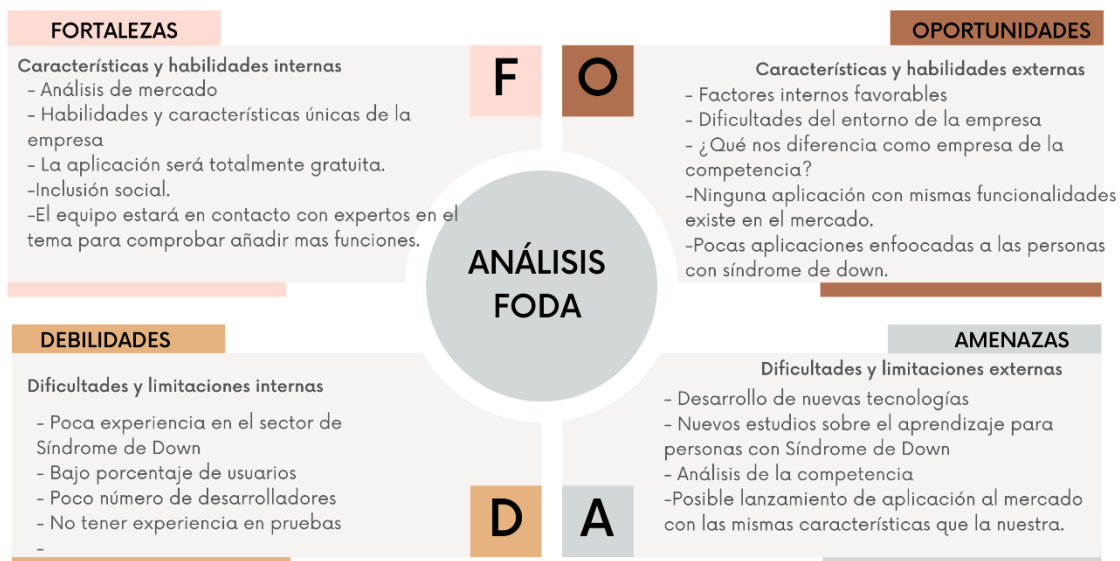 FORTALEZAS
F
Características y habilidades internas
- Análisis de mercado
- Habilidades y características únicas de la
empresa
- La aplicación será totalmente gratuita.
-Inclusión social.
-El equipo estará en contacto con expertos en el
tema para comprobar añadir mas funciones.
OPORTUNIDADES
O
Características y habilidades externas
- Factores internos favorables
- Dificultades del entorno de la empresa
- ¿Qué nos diferencia como empresa de la
competencia?
-Ninguna aplicación con mismas funcionalidades
existe en el mercado.
-Pocas aplicaciones enfoocadas a las personas
con síndrome de down.
ANÁLISIS
FODA
DEBILIDADES
Dificultades y limitaciones internas
- Poca experiencia en el sector de
Síndrome de Down
- Bajo porcentaje de usuarios
- Poco número de desarrolladores
- No tener experiencia en pruebas
-
D
AMENAZAS
Dificultades y limitaciones externas
- Desarrollo de nuevas tecnologías
- Nuevos estudios sobre el aprendizaje para
personas con Síndrome de Down
- Análisis de la competencia
-Posible lanzamiento de aplicación al mercado
con las mismas características que la nuestra.
A